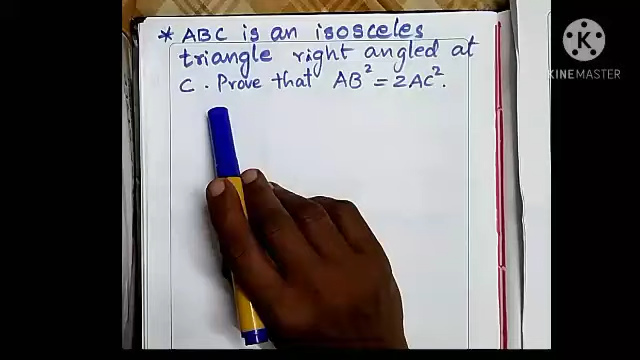 * ABC is an isosceles
triangle right angled at
C. Prove that AB² = 2AC².
KINEMASTER